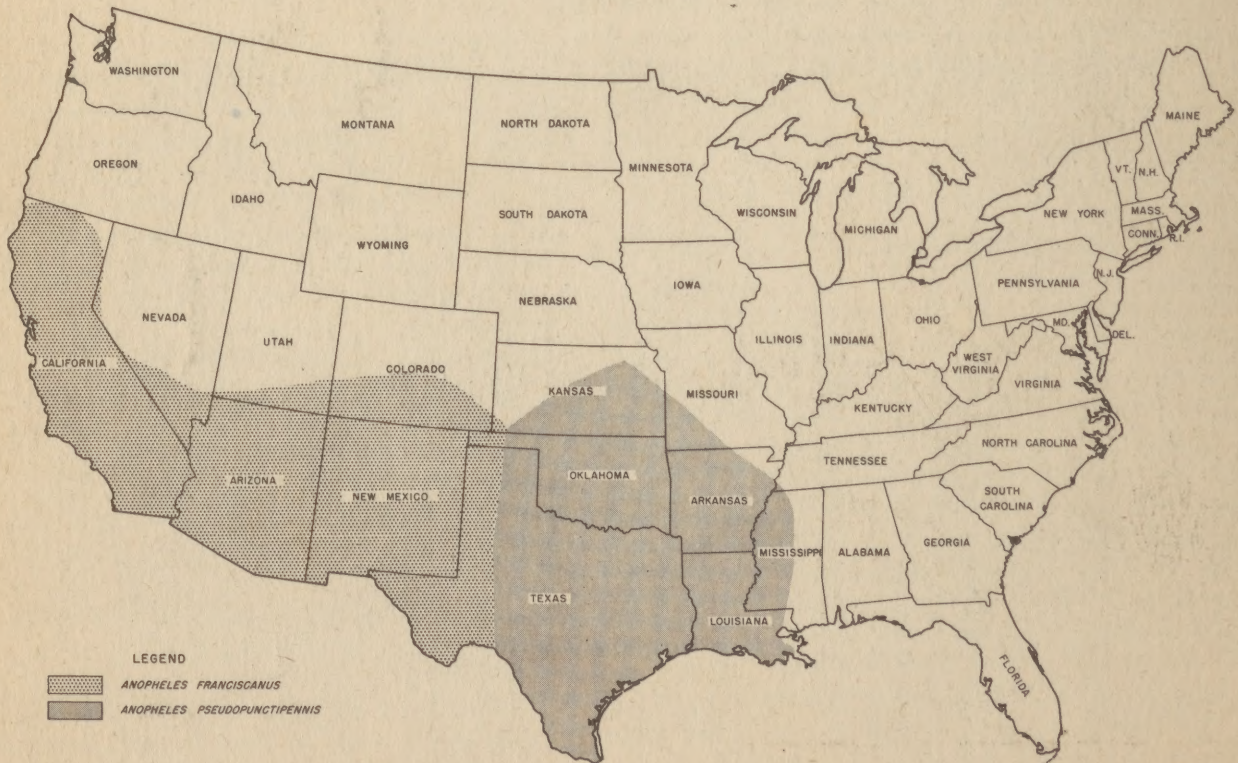 WASHINGTON
OREGON
IDAHO
MONTANA
NORTH DAKOTA
SOUTH DAKOTA
MINNESOTA
WISCONSIN
MICHIGAN
MAINE
VT.
N.H.
MASS.
CONN.
R.I.
NEW YORK
WYOMING
NEBRASKA
IOWA
PENNSYLVANIA
N.J.
NEVADA
UTAH
COLORADO
KANSAS
MISSOURI
ILLINOIS
INDIANA
OHIO
MD.
DEL.
WEST
VIRGINIA
VIRGINIA
KENTUCKY
CALIFORNIA
ARIZONA
NEW MEXICO
OKLAHOMA
ARKANSAS
TENNESSEE
NORTH CAROLINA
SOUTH
CAROLINA
MISSISSIPPI
ALABAMA
GEORGIA
TEXAS
LOUISIANA
FLORIDA
LEGEND
ANOPHELES FRANCISCANUS
ANOPHELES PSEUDOPUNCTIPENNIS